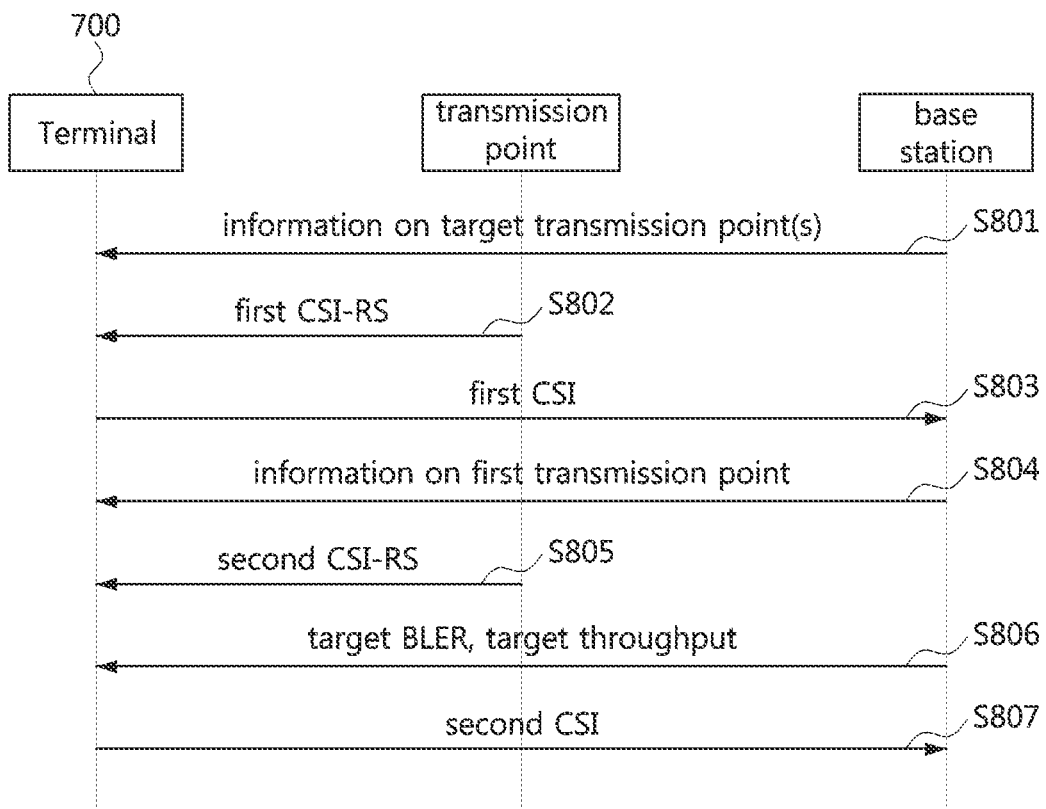 700
Terminal
transmission
point
base
station
information on target transmission point(s)
S801
first CSI-RS
S802
first CSI
S803
information on first transmission point
S804
second CSI-RS
S805
target BLER, target throughput
S806
second CSI
S807